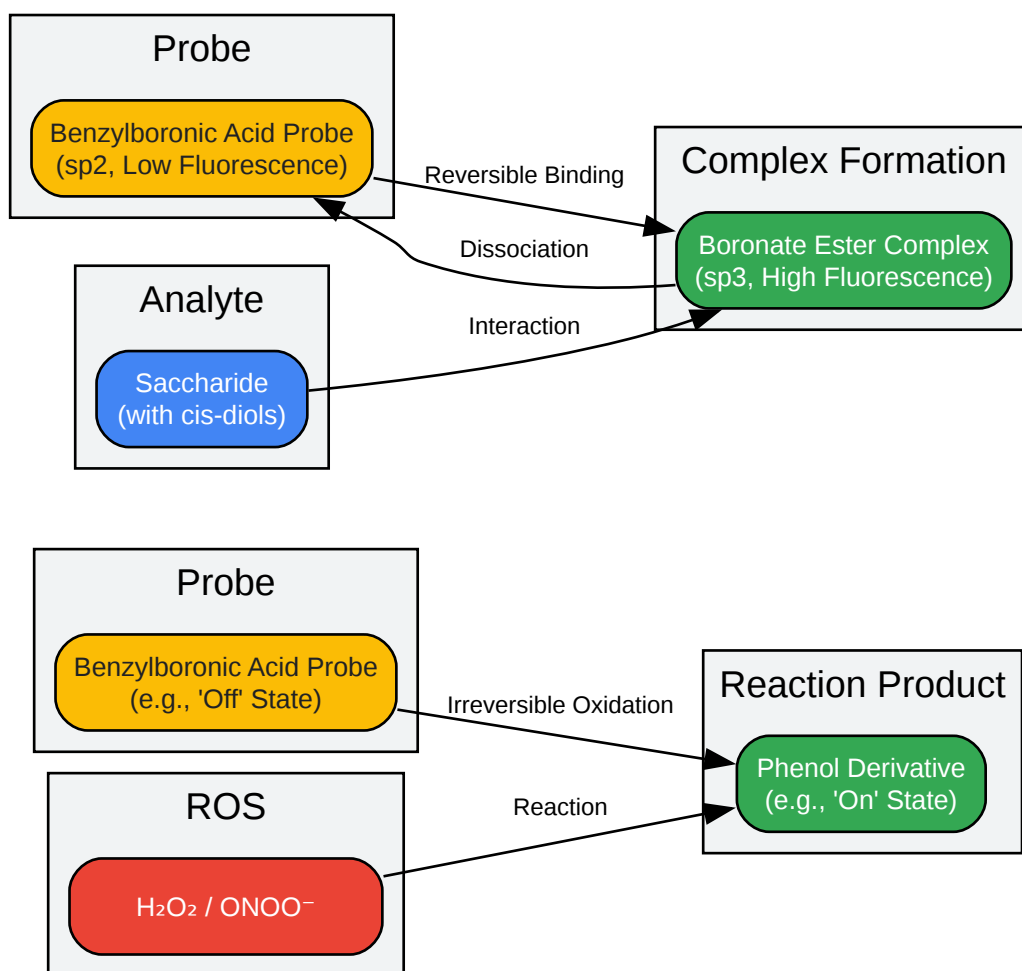 Probe
Benzylboronic Acid Probe
(sp2, Low Fluorescence)
Reversible Binding
Complex Formation
Boronate Ester Complex
(sp3, High Fluorescence)
Dissociation
Analyte
Interaction
Saccharide
(with cis-diols)
Probe
Benzylboronic Acid Probe
(e.g., 'Off' State)
Irreversible Oxidation
Reaction Product
Phenol Derivative
(e.g., 'On' State)
ROS
Reaction
H₂O₂ / ONOO⁻